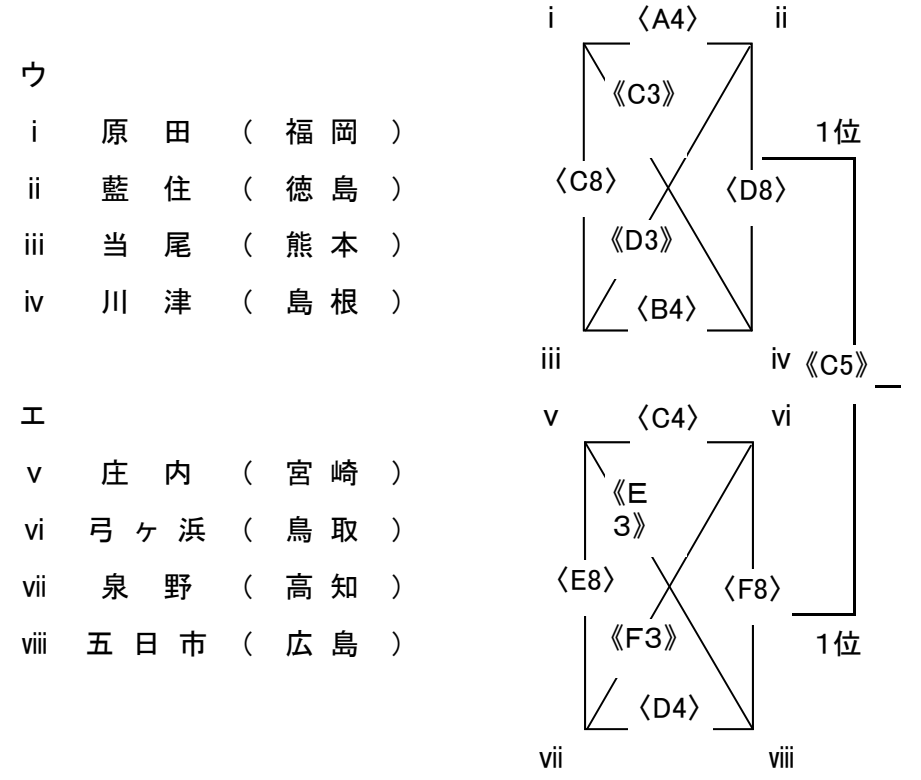 ⅰ 〈A4〉 ⅱ
ウ
《C3》
ⅰ 原田 （福岡）
1位
ⅱ 藍住 （徳島）
〈C8〉 〈D8〉
ⅲ 当尾 （熊本）
《D3》
ⅳ 川津 （島根）
〈B4〉
ⅲ ⅳ 《C5》
エ
ⅴ 〈C4〉 ⅵ
ⅴ 庄内 （宮崎）
《E
3》
ⅵ 弓ヶ浜 （鳥取）
ⅶ 泉野 （高知）
〈E8〉 〈F8〉
ⅷ 五日市 （広島）
《F3》
1位
〈D4〉
ⅶ ⅷ